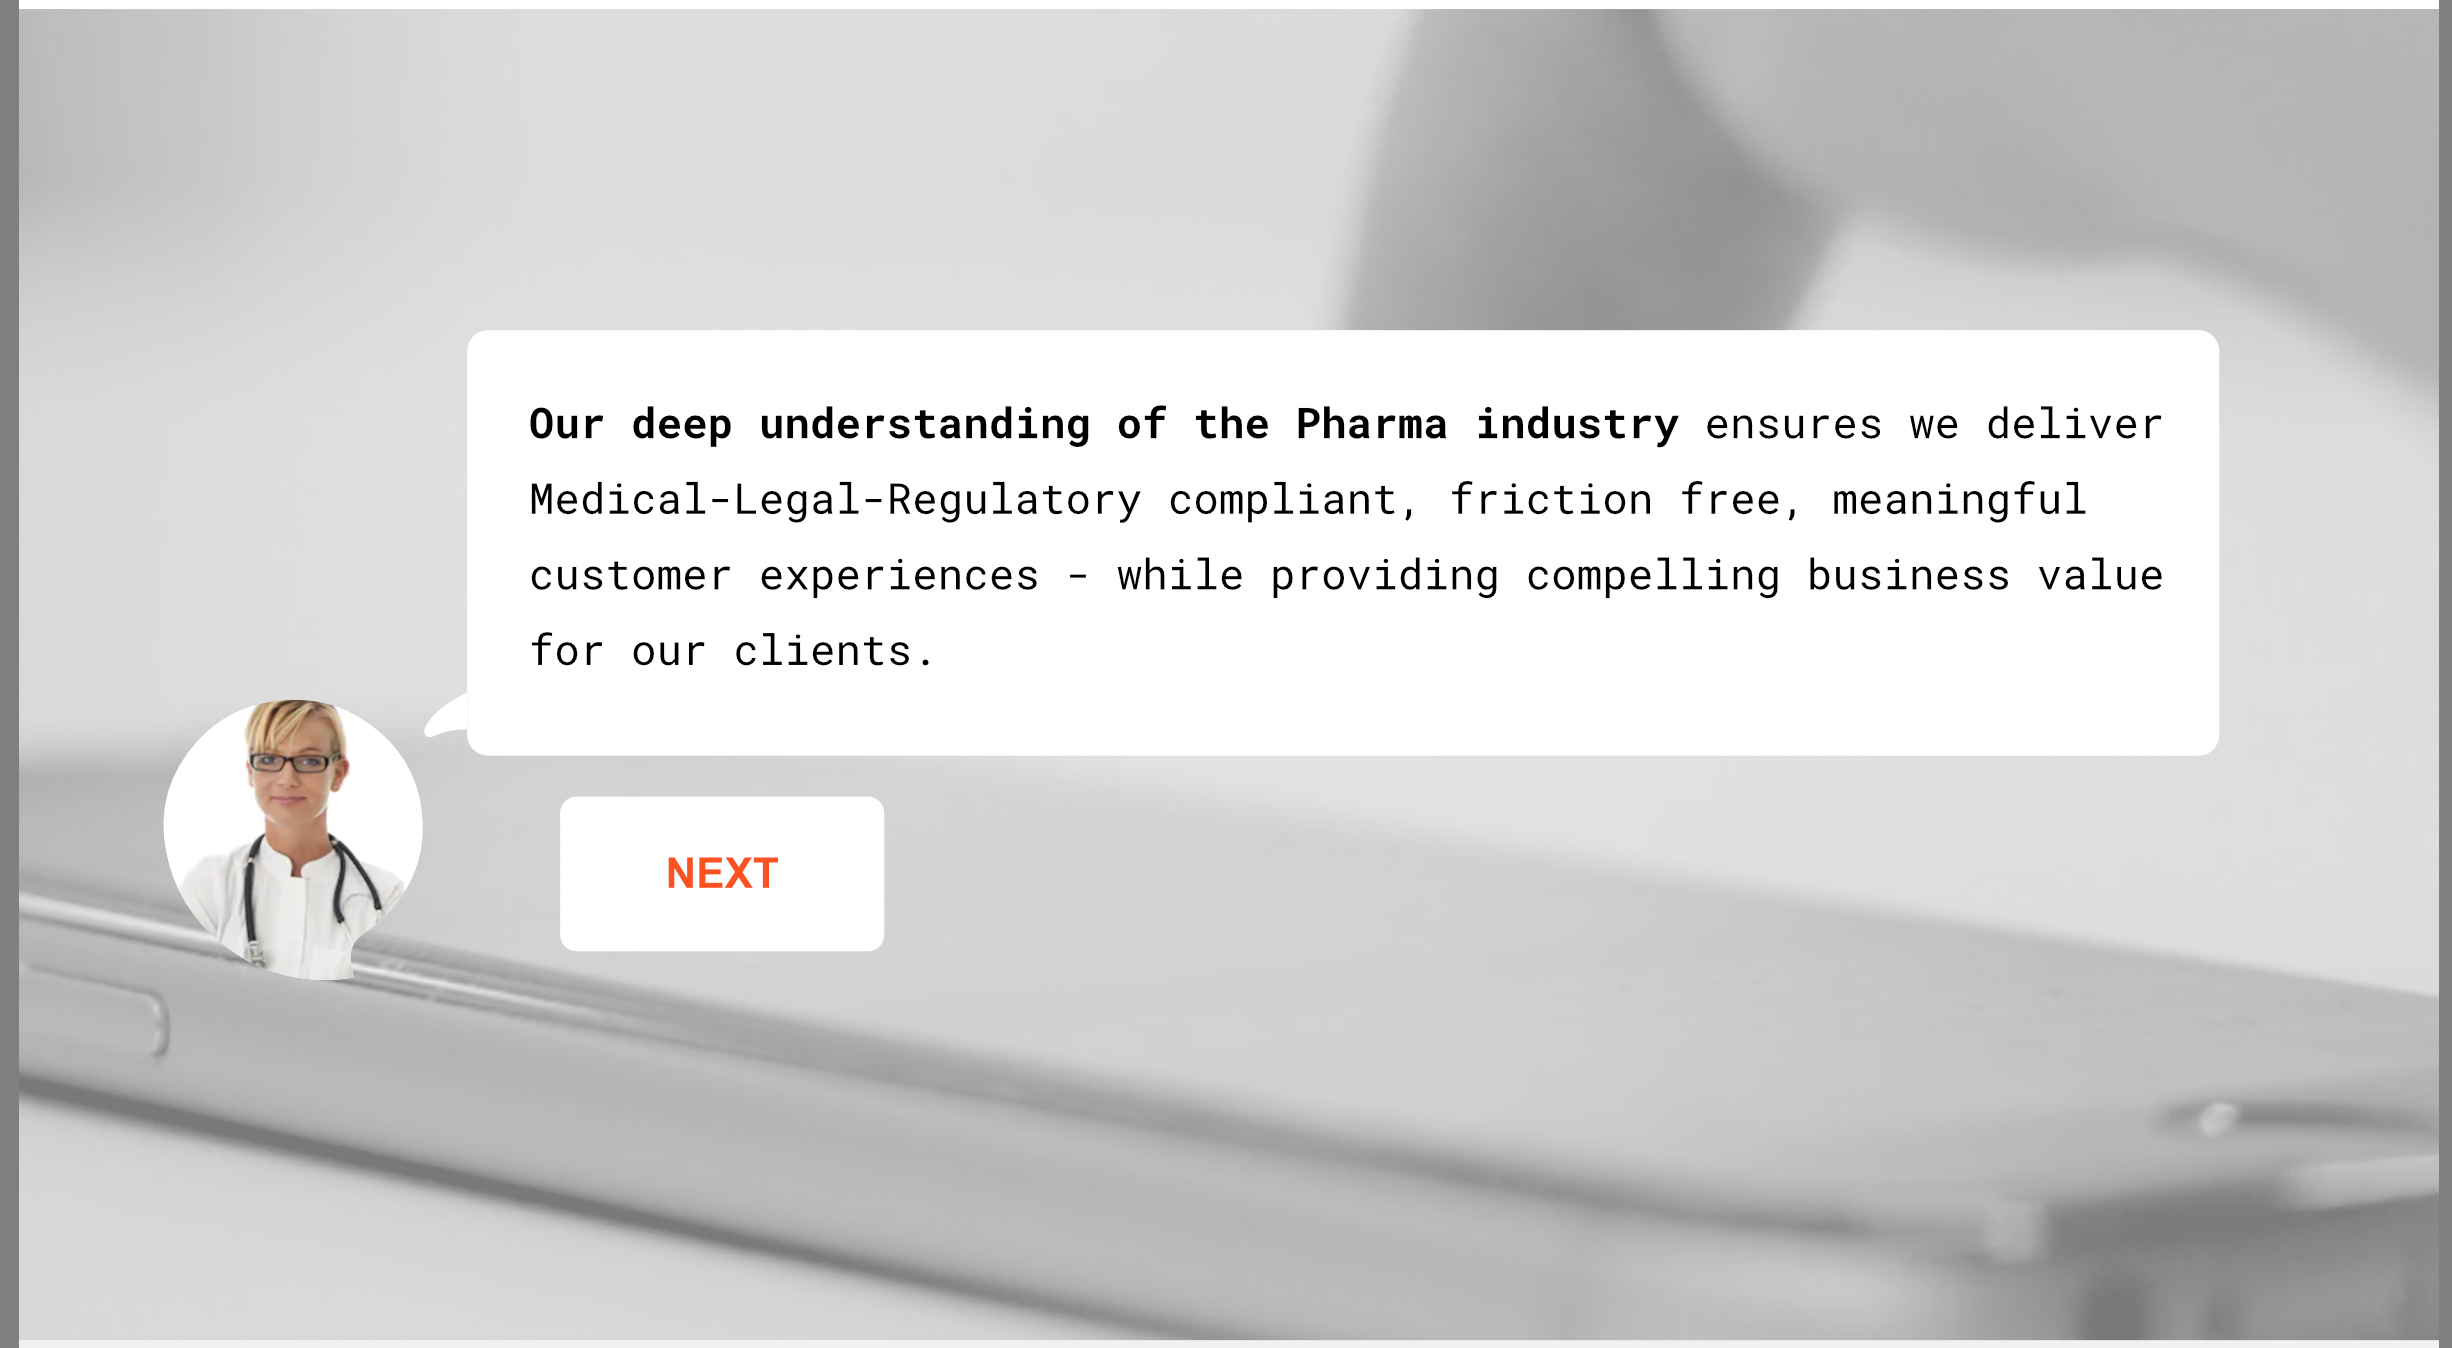 Our deep understanding of the Pharma industry ensures we deliver
Medical-Legal-Regulatory compliant, friction free, meaningful
customer experiences - while providing compelling business value
for our clients.
NEXT